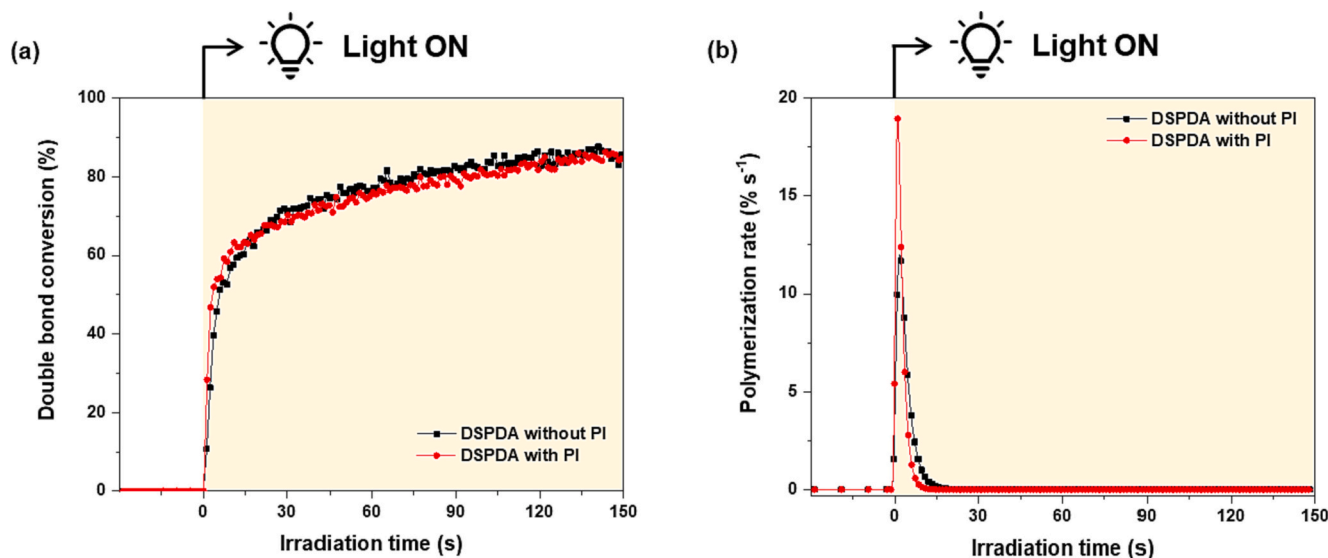 (a) Light ON
100
80
60
40
20
0
Double bond conversion (%)
DSPDA without PI
DSPDA with PI
0 30 60 90 120 150
Irradiation time (s)
(b) Light ON
20
15
10
5
0
Polymerization rate (% s⁻¹)
DSPDA without PI
DSPDA with PI
0 30 60 90 120 150
Irradiation time (s)